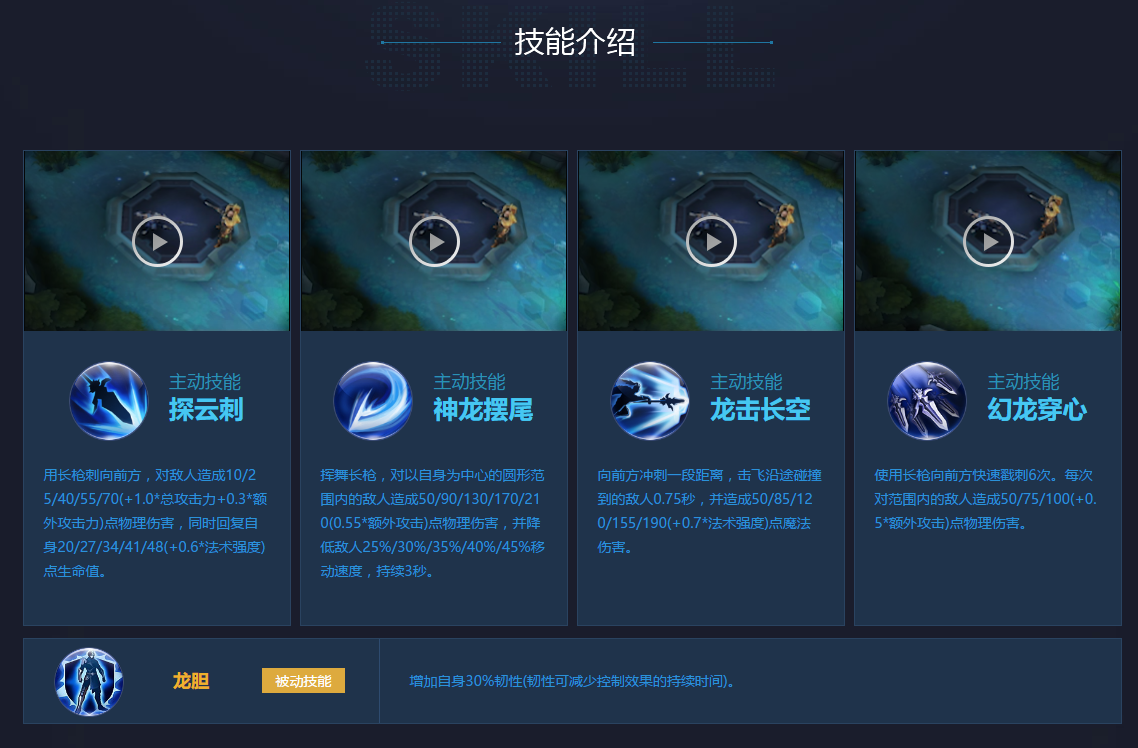 SKILL
技能介绍
主动技能
探云刺
用长枪刺向前方，对敌人造成10/2
5/40/55/70(+1.0*总攻击力+0.3*额
外攻击力)点物理伤害，同时回复自
身20/27/34/41/48(+0.6*法术强度)
点生命值。
主动技能
神龙摆尾
挥舞长枪，对以自身为中心的圆形范
围内的敌人造成50/90/130/170/21
0(0.55*额外攻击)点物理伤害，并降
低敌人25%/30%/35%/40%/45%移
动速度，持续3秒。
主动技能
龙击长空
向前方冲刺一段距离，击飞沿途碰撞
到的敌人0.75秒，并造成50/85/12
0/155/190(+0.7*法术强度)点魔法
伤害。
主动技能
幻龙穿心
使用长枪向前方快速戳刺6次。每次
对范围内的敌人造成50/75/100(+0.
5*额外攻击)点物理伤害。
龙胆
被动技能
增加自身30%韧性(韧性可减少控制效果的持续时间)。